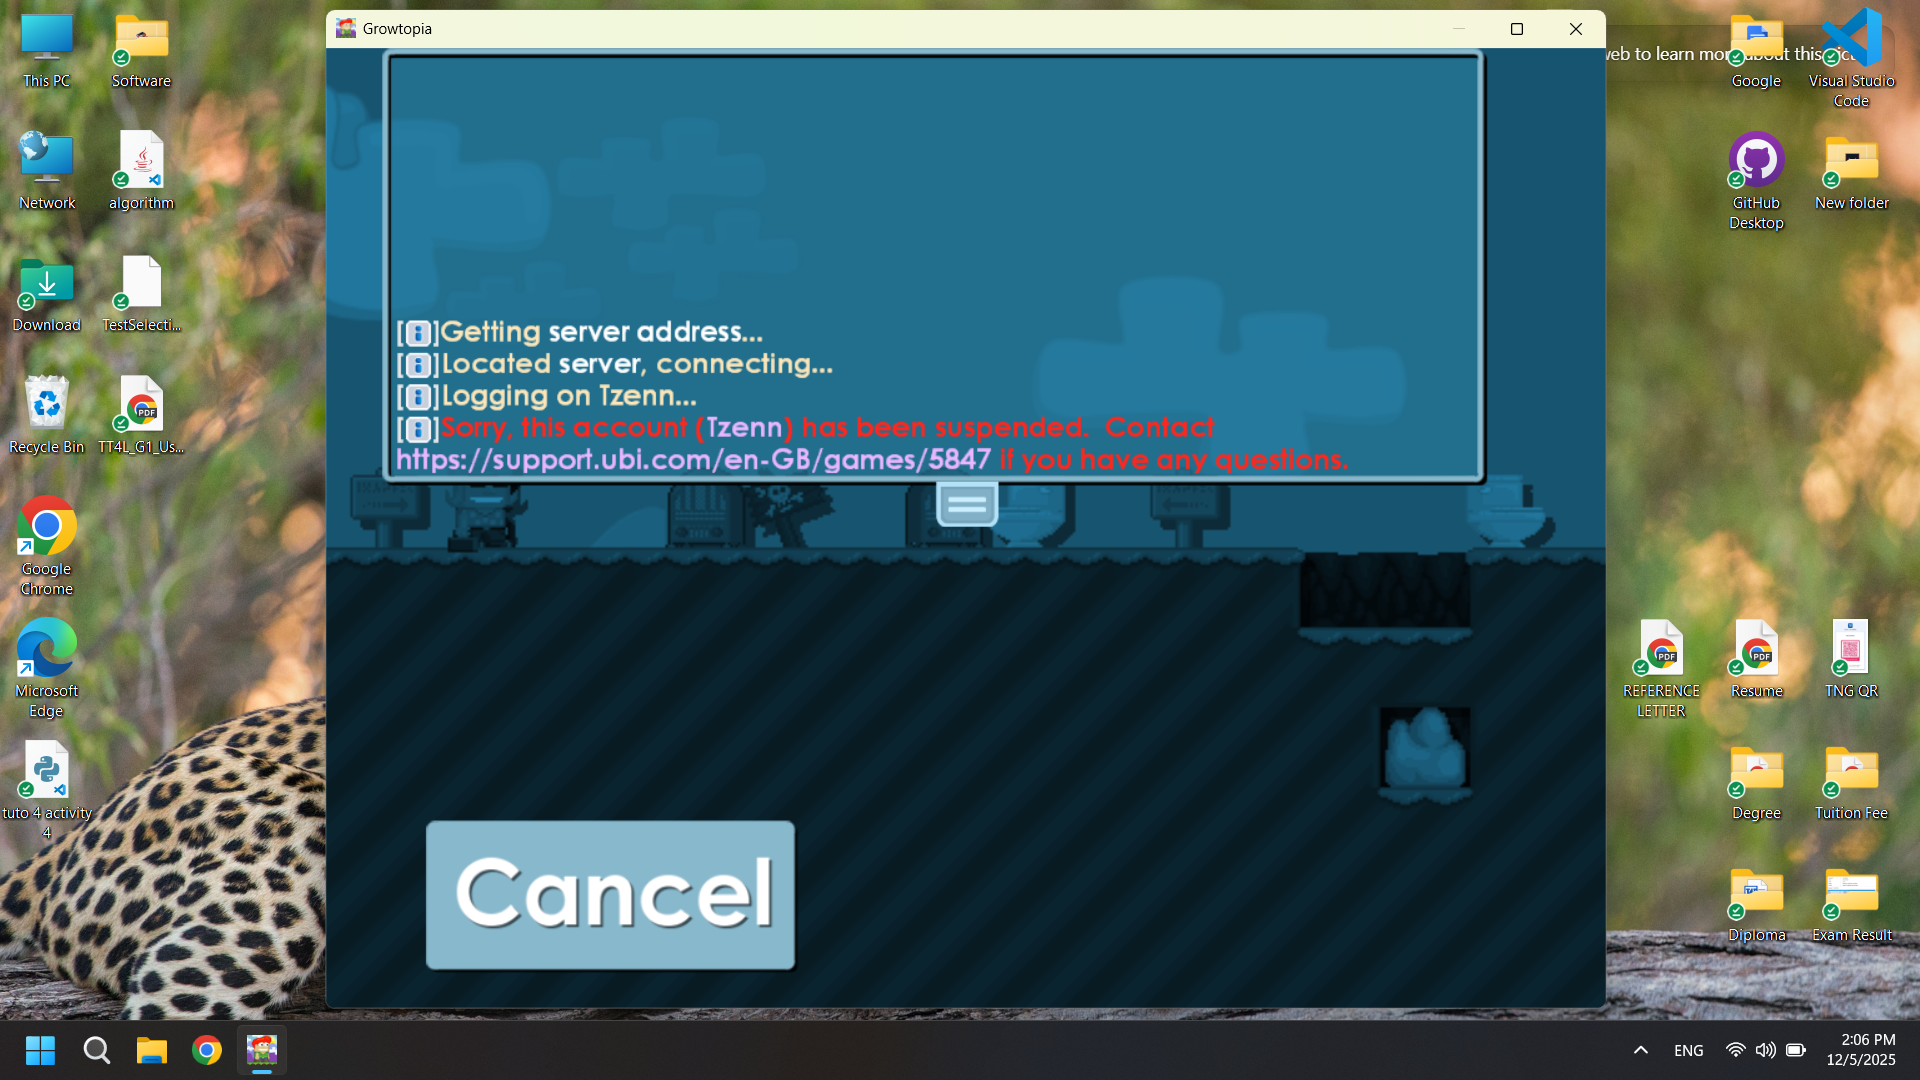 Growtopia
This PC
Software
web to learn more about this pict
Google
Visual Studio
Code
Network
algorithm
GitHub
Desktop
New folder
Download
TestSelecti...
[i]Getting server address...
[i]Located server, connecting...
[i]Logging on Tzenn...
[i]Sorry, this account (Tzenn) has been suspended.  Contact
https://support.ubi.com/en-GB/games/5847 if you have any questions.
Recycle Bin
TT4L_G1_Us...
Google
Chrome
Microsoft
Edge
REFERENCE
LETTER
Resume
TNG QR
tuto 4 activity
4
Degree
Tuition Fee
Cancel
Diploma
Exam Result
ENG
2:06 PM
12/5/2025